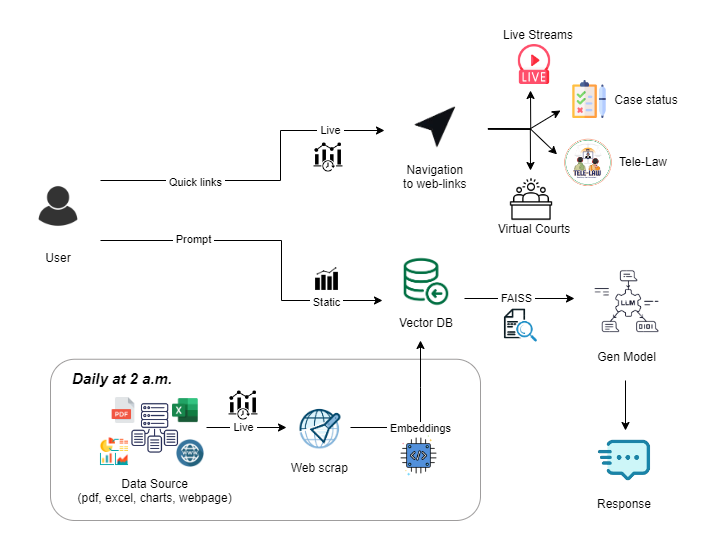 Live Streams
LIVE
Case status
Live
Navigation
to web-links
Tele-Law
TELE-LAW
Quick links
Virtual Courts
User
Prompt
Static
Vector DB
FAISS
LLM
Gen Model
Daily at 2 a.m.
PDF
X
Live
Embeddings
</>
WWW
Web scrap
Data Source
(pdf, excel, charts, webpage)
Response